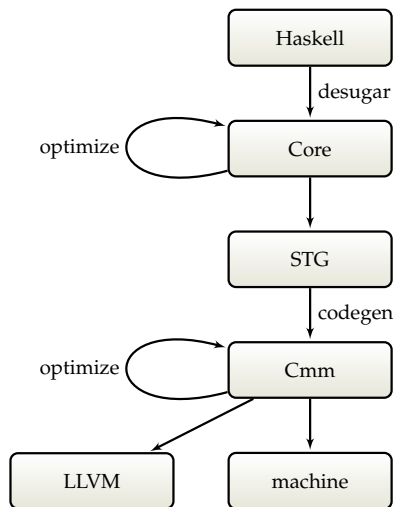 Haskell
desugar
optimize
Core
STG
codegen
optimize
Cmm
LLVM
machine